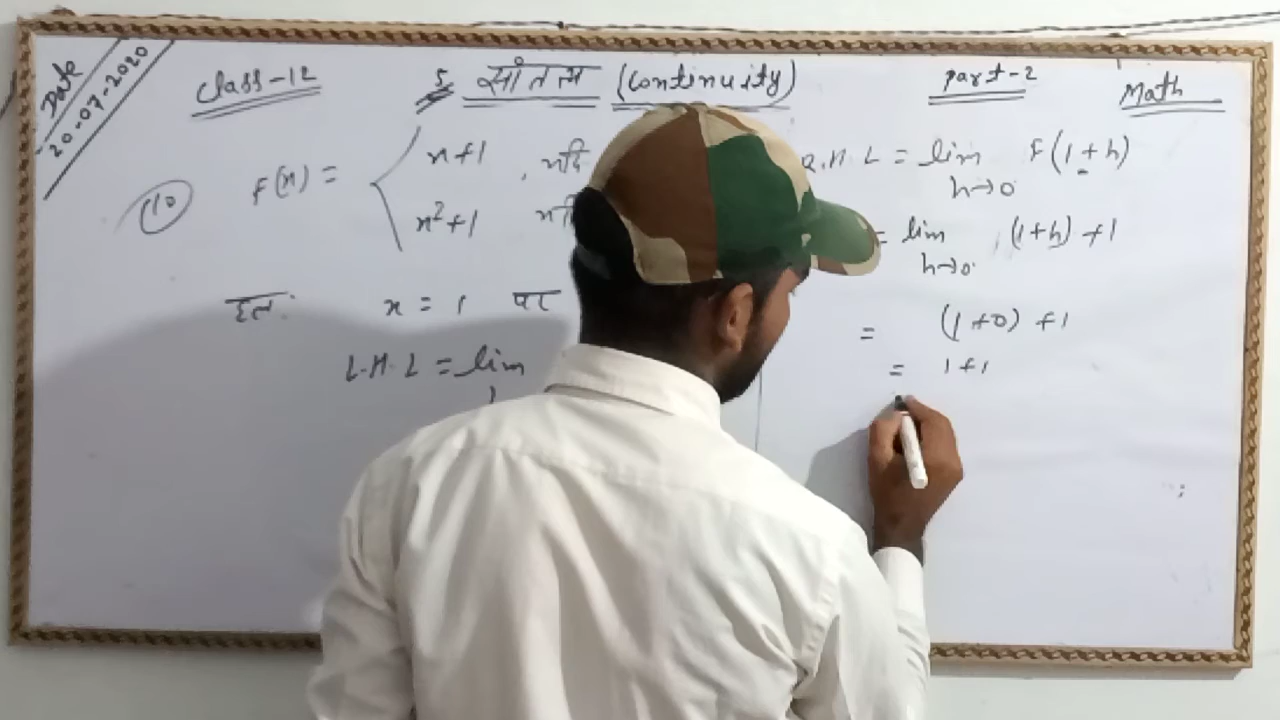 Date
20-07-2020
Class-12
5. सांतत्य (Continuity)
part-2
Math
(10) F(x) =
x+1 , यदि
x²+1
हल: x = 1 पर
L.H.L = lim
R.H.L = lim F(1+h)
h→0
= lim (1+h)+1
h→0
= (1+0)+1
= 1+1